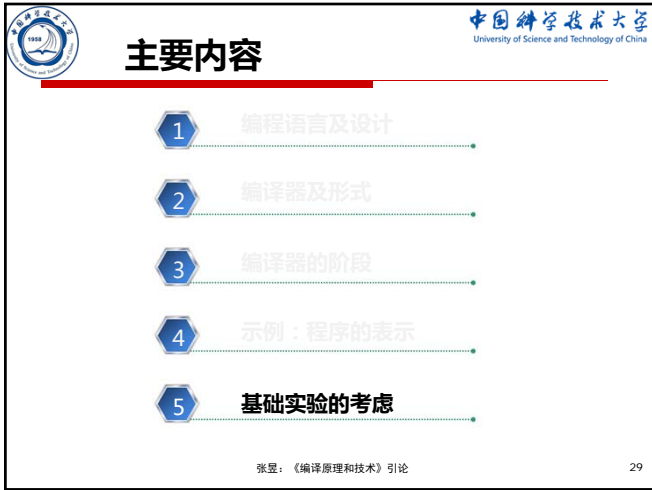 中国科学技术大学
University of Science and Technology of China
1958
主要内容
1 编程语言及设计
2 编译器及形式
3 编译器的阶段
4 示例：程序的表示
5 基础实验的考虑
张昱：《编译原理和技术》引论 29